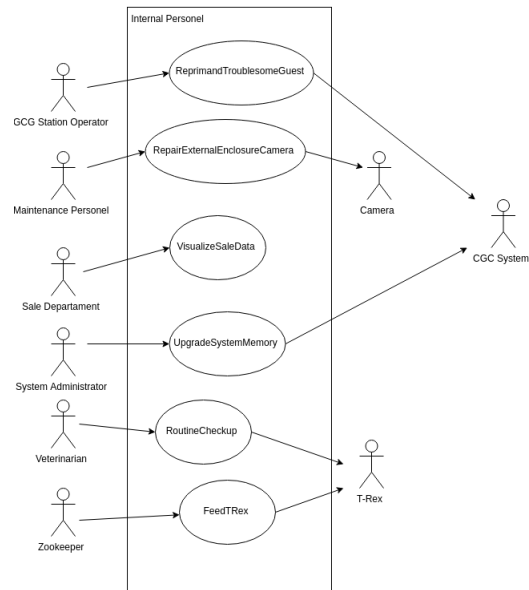 Internal Personel
ReprimandTroublesomeGuest
GCG Station Operator
RepairExternalEnclosureCamera
Maintenance Personel
Camera
VisualizeSaleData
CGC System
Sale Departament
UpgradeSystemMemory
System Administrator
RoutineCheckup
Veterinarian
T-Rex
FeedTRex
Zookeeper